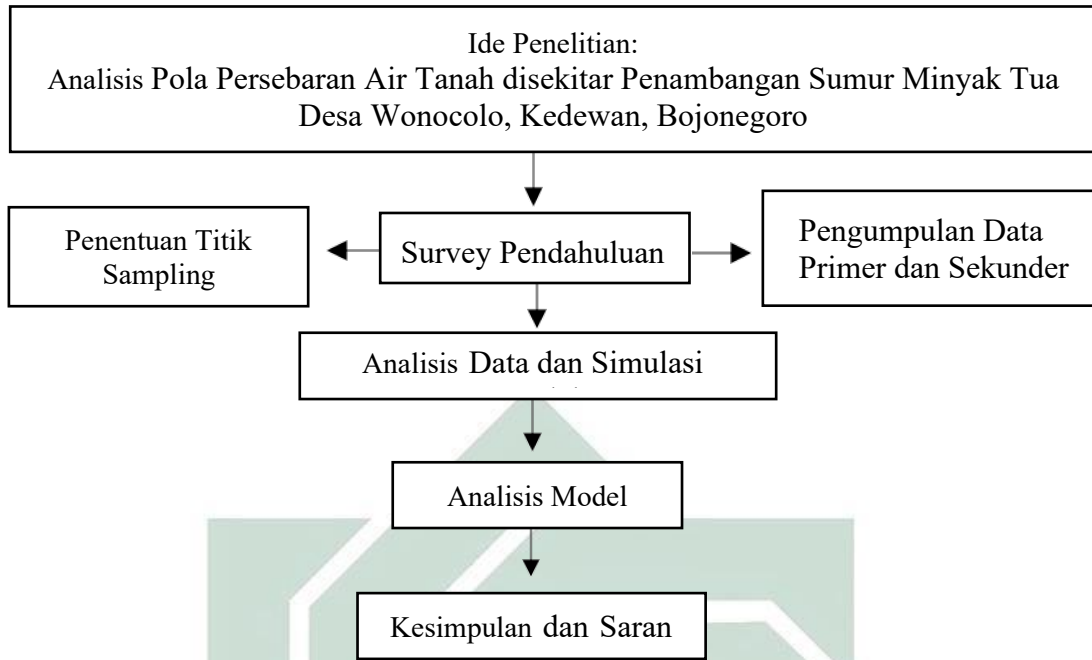 Ide Penelitian:
Analisis Pola Persebaran Air Tanah disekitar Penambangan Sumur Minyak Tua
Desa Wonocolo, Kedewan, Bojonegoro
Penentuan Titik
Sampling
Survey Pendahuluan
Pengumpulan Data
Primer dan Sekunder
Analisis Data dan Simulasi
Analisis Model
Kesimpulan dan Saran